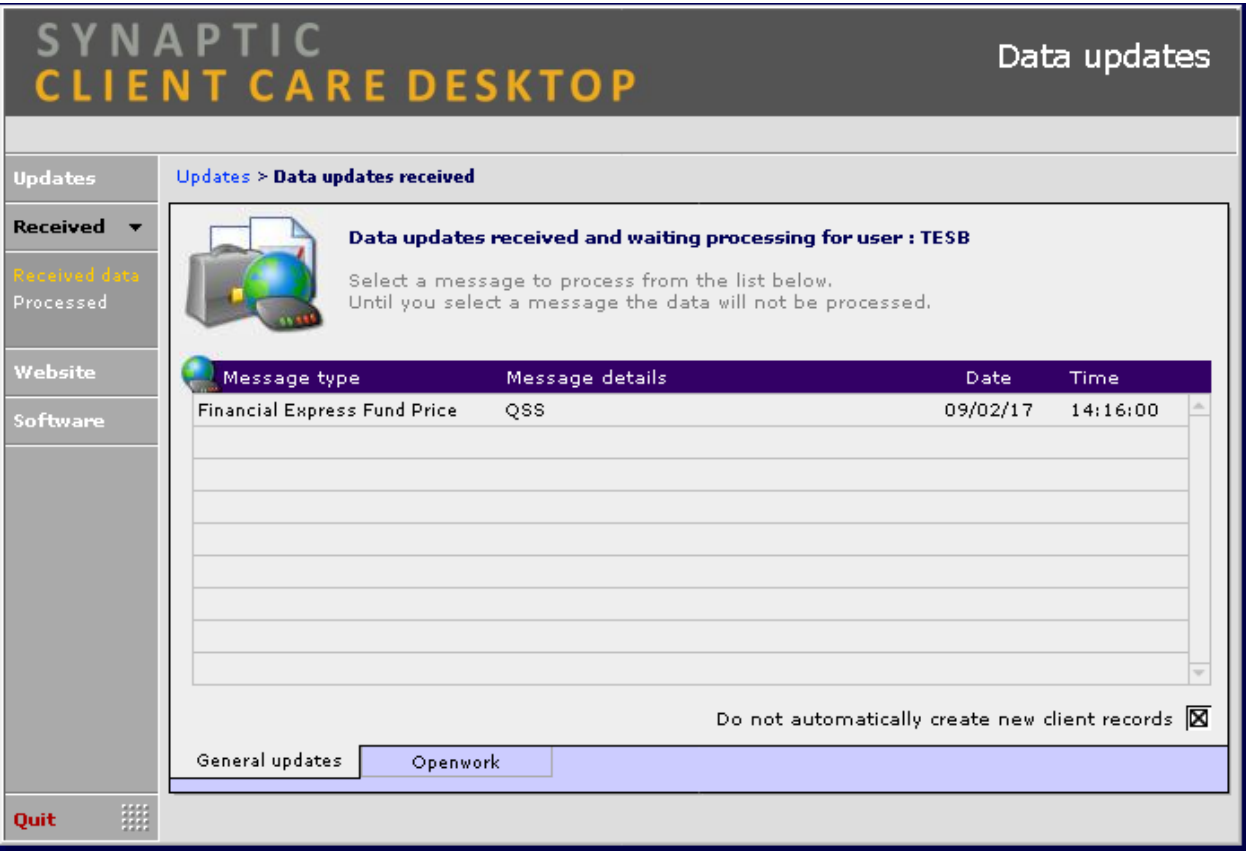 SYNAPTIC
CLIENT CARE DESKTOP
Data updates
Updates
Received
Received data
Processed
Website
Software
Quit
Updates > Data updates received
Data updates received and waiting processing for user : TESB
Select a message to process from the list below.
Until you select a message the data will not be processed.
Message type Message details Date Time
Financial Express Fund Price QSS 09/02/17 14:16:00
Do not automatically create new client records
General updates Openwork